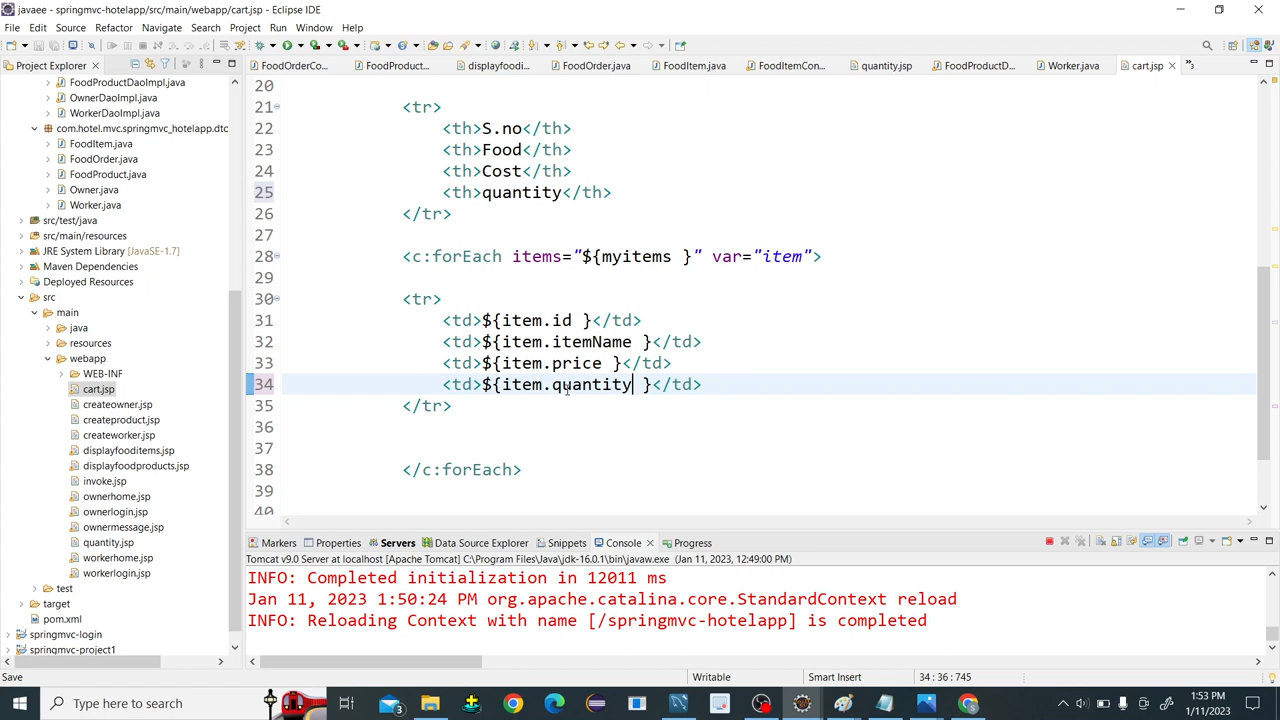 javaee - springmvc-hotelapp/src/main/webapp/cart.jsp - Eclipse IDE
File Edit Source Refactor Navigate Search Project Run Window Help
Project Explorer
FoodOrderCo... FoodProduct... displayfoodi... FoodOrder.java FoodItem.java FoodItemCon... quantity.jsp FoodProductD... Worker.java cart.jsp
FoodProductDaoImpl.java
OwnerDaoImpl.java
WorkerDaoImpl.java
com.hotel.mvc.springmvc_hotelapp.dtc
FoodItem.java
FoodOrder.java
FoodProduct.java
Owner.java
Worker.java
src/test/java
src/main/resources
JRE System Library [JavaSE-1.7]
Maven Dependencies
Deployed Resources
src
main
java
resources
webapp
WEB-INF
cart.jsp
createowner.jsp
createproduct.jsp
createworker.jsp
displayfooditems.jsp
displayfoodproducts.jsp
invoke.jsp
ownerhome.jsp
ownerlogin.jsp
ownermessage.jsp
quantity.jsp
workerhome.jsp
workerlogin.jsp
test
target
pom.xml
springmvc-login
springmvc-project1
20
21 <tr>
22 <th>S.no</th>
23 <th>Food</th>
24 <th>Cost</th>
25 <th>quantity</th>
26 </tr>
27
28 <c:forEach items="${myitems }" var="item">
29
30 <tr>
31 <td>${item.id }</td>
32 <td>${item.itemName }</td>
33 <td>${item.price }</td>
34 <td>${item.quantity }</td>
35 </tr>
36
37
38 </c:forEach>
39
40
Markers Properties Servers Data Source Explorer Snippets Console Progress
Tomcat v9.0 Server at localhost [Apache Tomcat] C:\Program Files\Java\jdk-16.0.1\bin\javaw.exe (Jan 11, 2023, 12:49:00 PM)
INFO: Completed initialization in 12011 ms
Jan 11, 2023 1:50:24 PM org.apache.catalina.core.StandardContext reload
INFO: Reloading Context with name [/springmvc-hotelapp] is completed
Save Writable Smart Insert 34 : 36 : 745
Type here to search
1:53 PM
1/11/2023